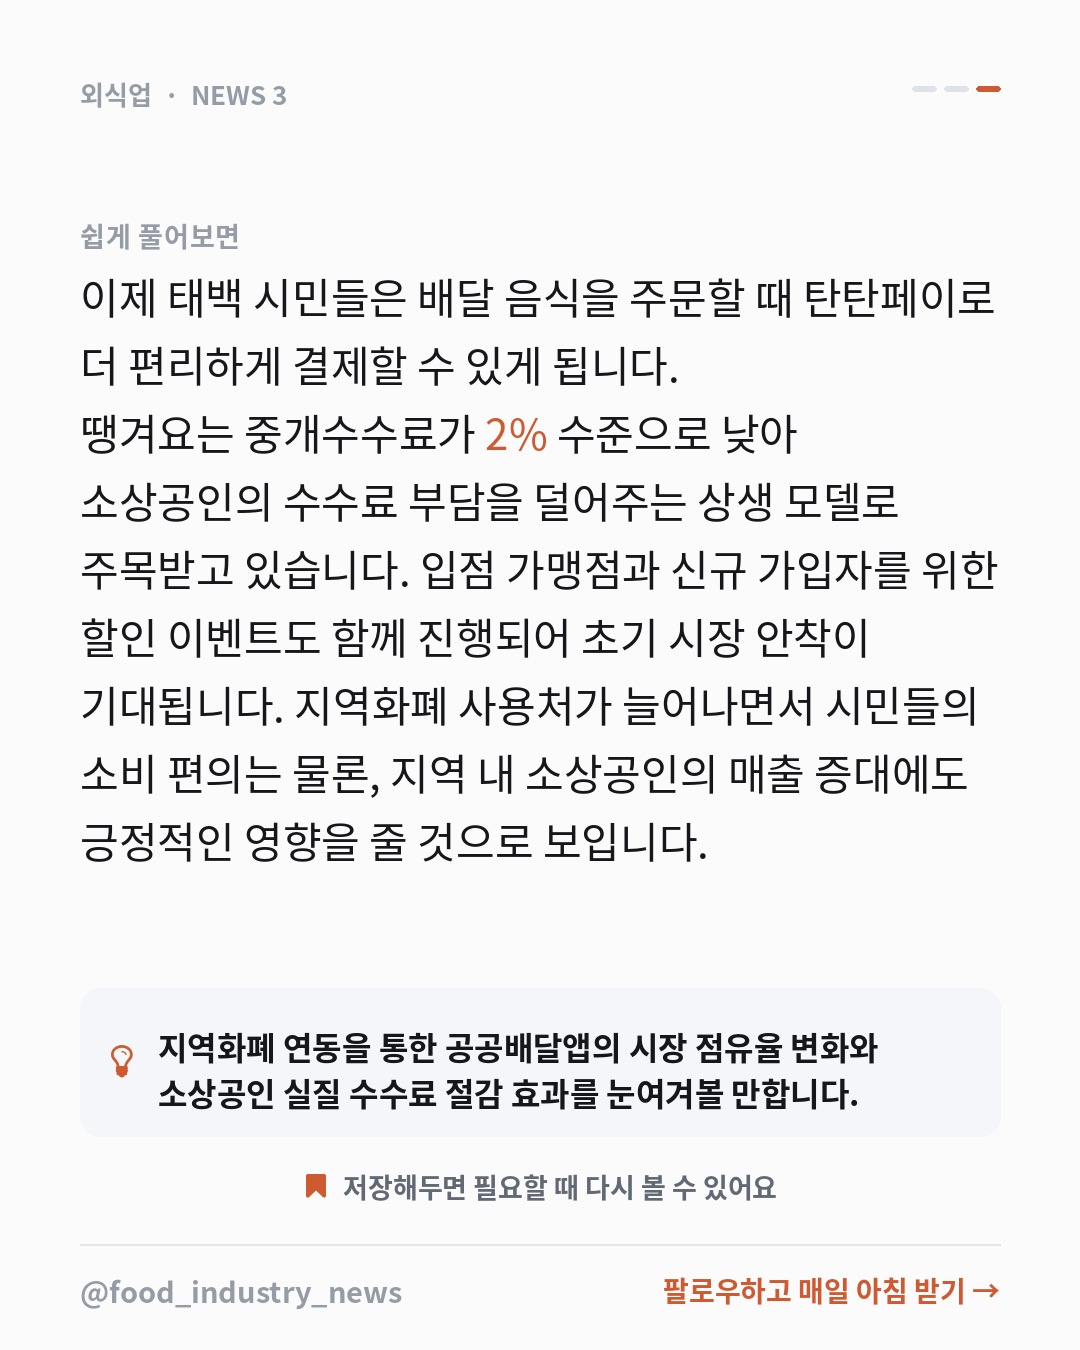 외식업 · NEWS 3
쉽게 풀어보면
이제 태백 시민들은 배달 음식을 주문할 때 탄탄페이로
더 편리하게 결제할 수 있게 됩니다.
땡겨요는 중개수수료가 2% 수준으로 낮아
소상공인의 수수료 부담을 덜어주는 상생 모델로
주목받고 있습니다. 입점 가맹점과 신규 가입자를 위한
할인 이벤트도 함께 진행되어 초기 시장 안착이
기대됩니다. 지역화폐 사용처가 늘어나면서 시민들의
소비 편의는 물론, 지역 내 소상공인의 매출 증대에도
긍정적인 영향을 줄 것으로 보입니다.
지역화폐 연동을 통한 공공배달앱의 시장 점유율 변화와
소상공인 실질 수수료 절감 효과를 눈여겨볼 만합니다.
저장해두면 필요할 때 다시 볼 수 있어요
@food_industry_news
팔로우하고 매일 아침 받기 →